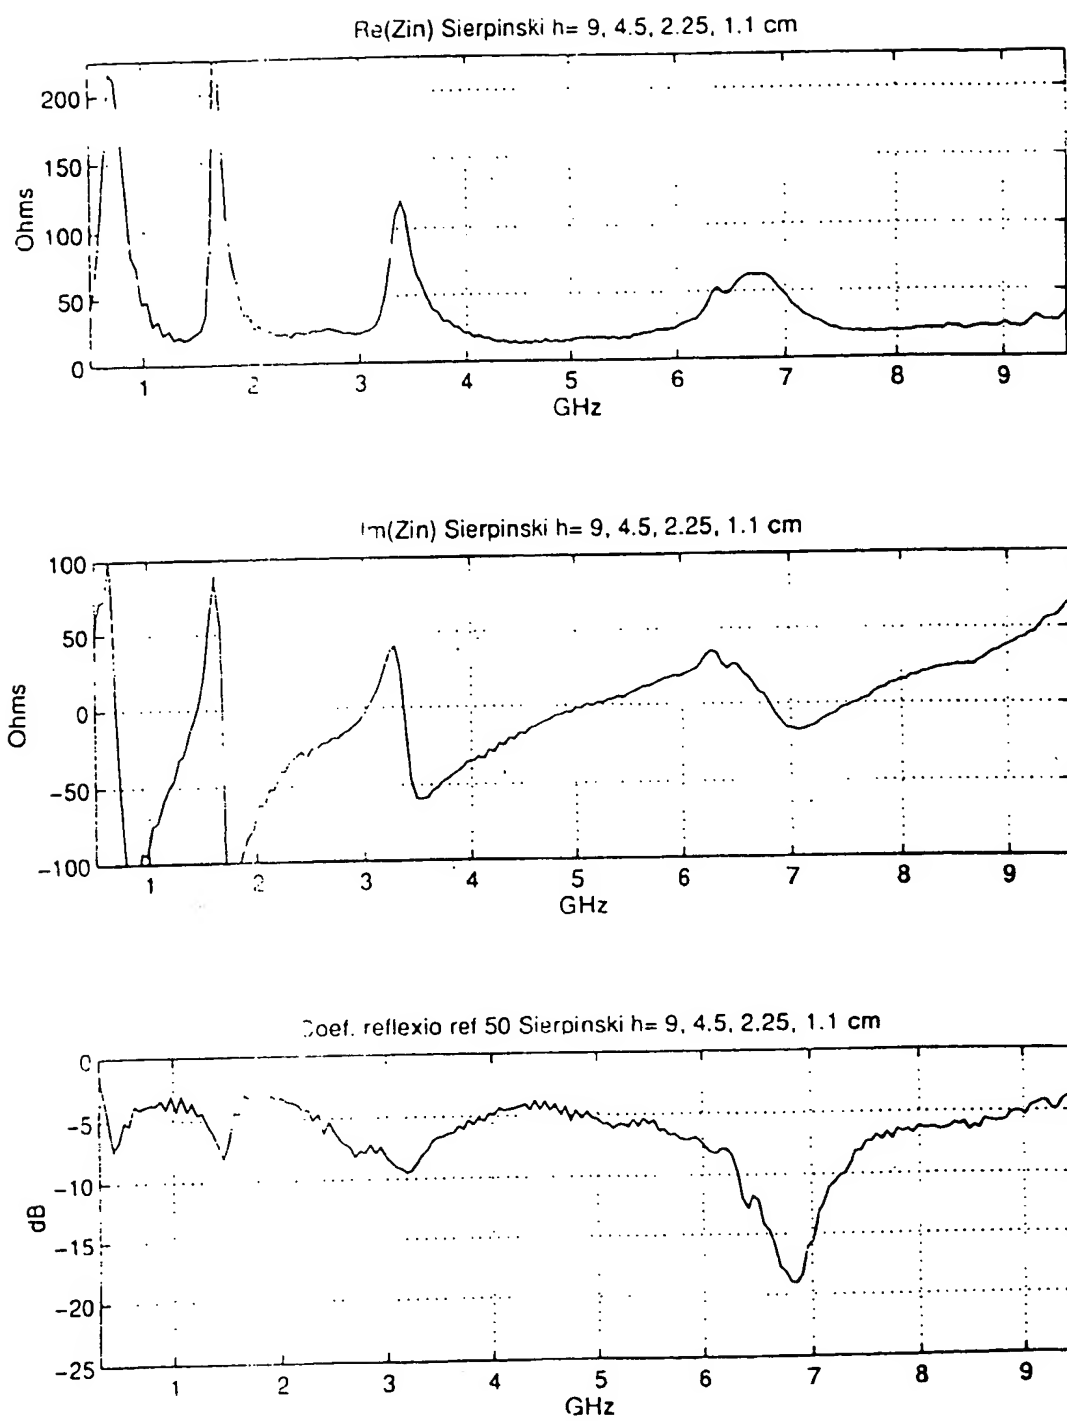 Re(Zin) Sierpinski h= 9, 4.5, 2.25, 1.1 cm
200
150
100
50
0
Ohms
1 2 3 4 5 6 7 8 9
GHz
Im(Zin) Sierpinski h= 9, 4.5, 2.25, 1.1 cm
100
50
0
−50
−100
Ohms
1 2 3 4 5 6 7 8 9
GHz
Coef. reflexio ref 50 Sierpinski h= 9, 4.5, 2.25, 1.1 cm
0
−5
−10
−15
−20
−25
dB
1 2 3 4 5 6 7 8 9
GHz